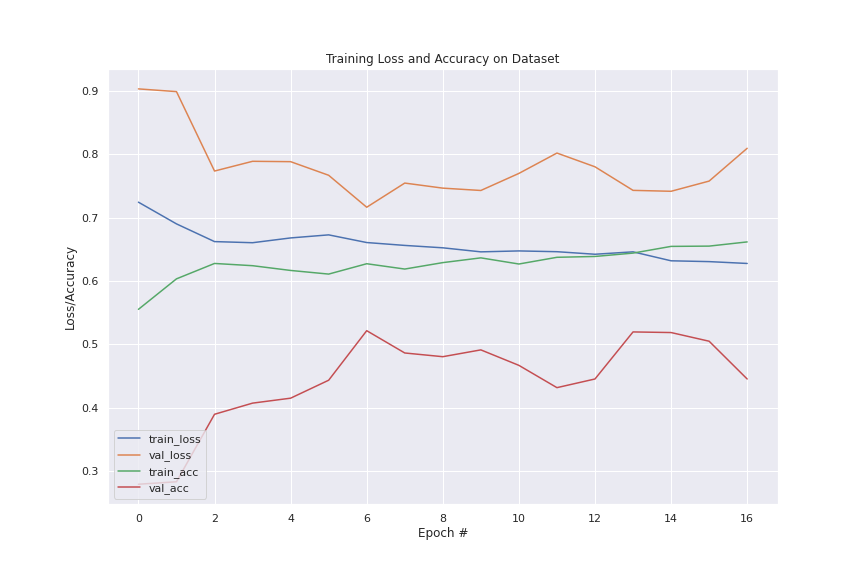 Training Loss and Accuracy on Dataset
0.9
0.8
0.7
0.6
0.5
0.4
0.3
Loss/Accuracy
train_loss
val_loss
train_acc
val_acc
0 2 4 6 8 10 12 14 16
Epoch #